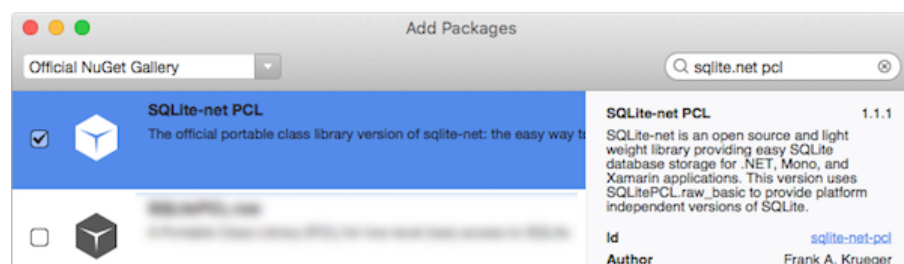 Add Packages
Official NuGet Gallery
sqlite.net pcl
SQLite-net PCL
The official portable class library version of sqlite-net: the easy way to
SQLite-net PCL 1.1.1
SQLite-net is an open source and light
weight library providing easy SQLite
database storage for .NET, Mono, and
Xamarin applications. This version uses
SQLitePCL.raw_basic to provide platform
independent versions of SQLite.
Id sqlite-net-pcl
Author Frank A. Krueger